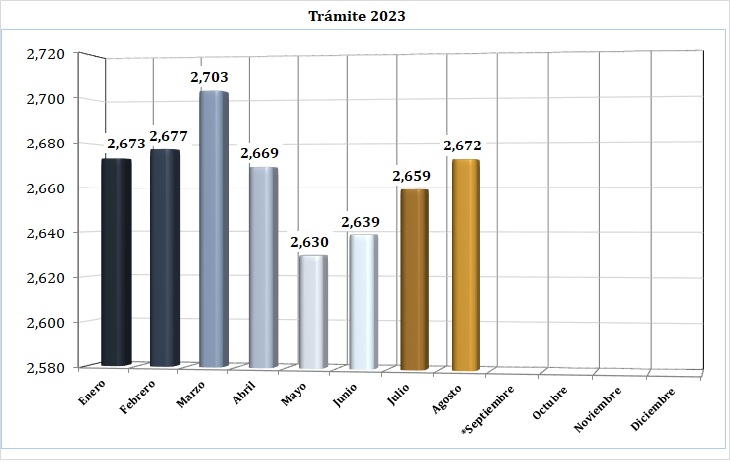 Trámite 2023
2,720
2,700
2,680
2,660
2,640
2,620
2,600
2,580
2,673
2,677
2,703
2,669
2,630
2,639
2,659
2,672
Enero
Febrero
Marzo
Abril
Mayo
Junio
Julio
Agosto
*Septiembre
Octubre
Noviembre
Diciembre